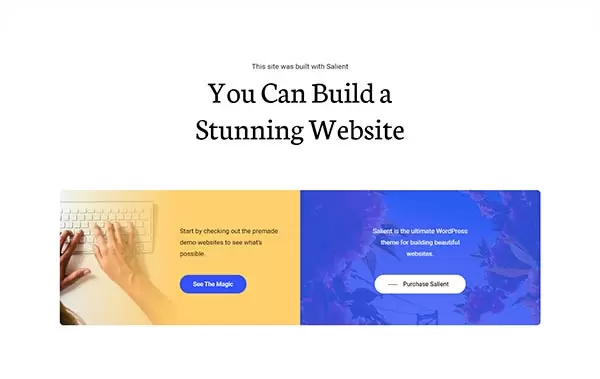 This site was built with Salient
You Can Build a
Stunning Website
Start by checking out the premade
demo websites to see what's
possible.
See The Magic
Salient is the ultimate WordPress
theme for building beautiful
websites.
Purchase Salient